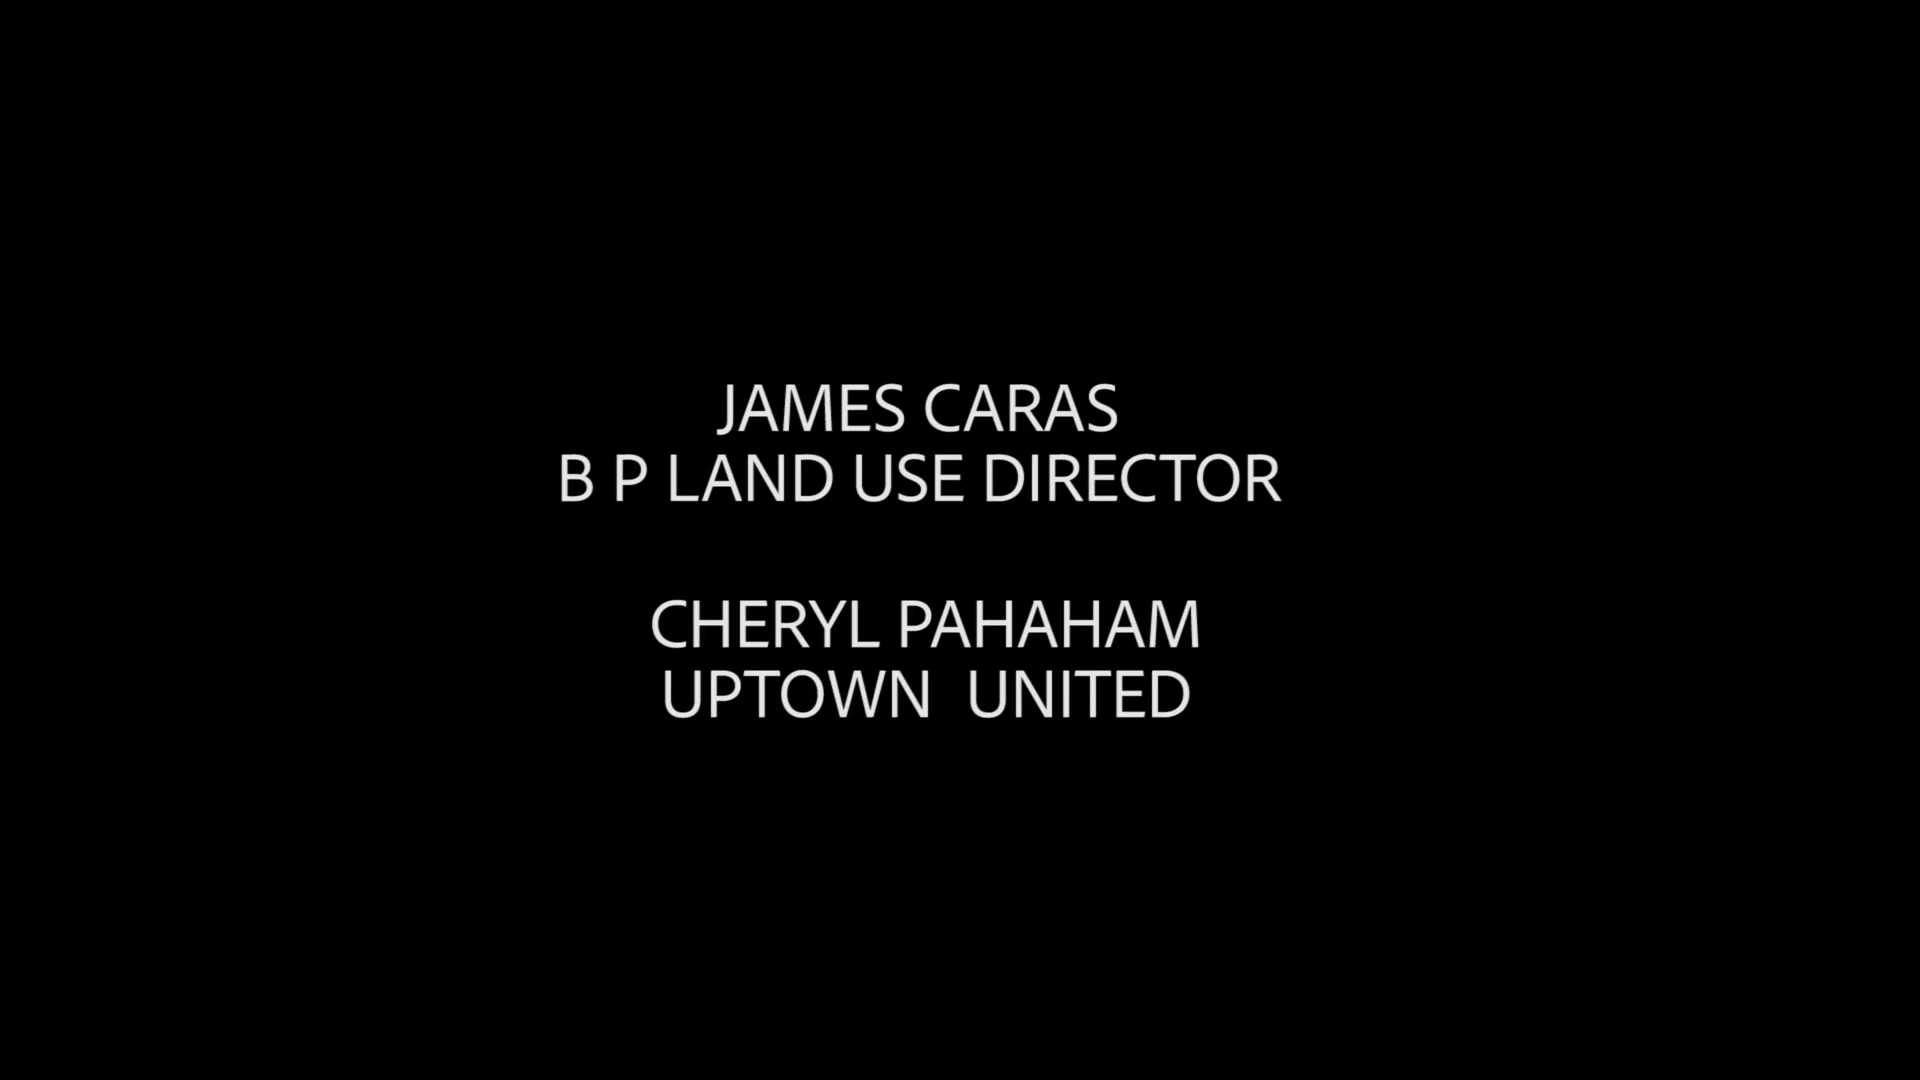 JAMES CARAS
B P LAND USE DIRECTOR
CHERYL PAHAHAM
UPTOWN  UNITED